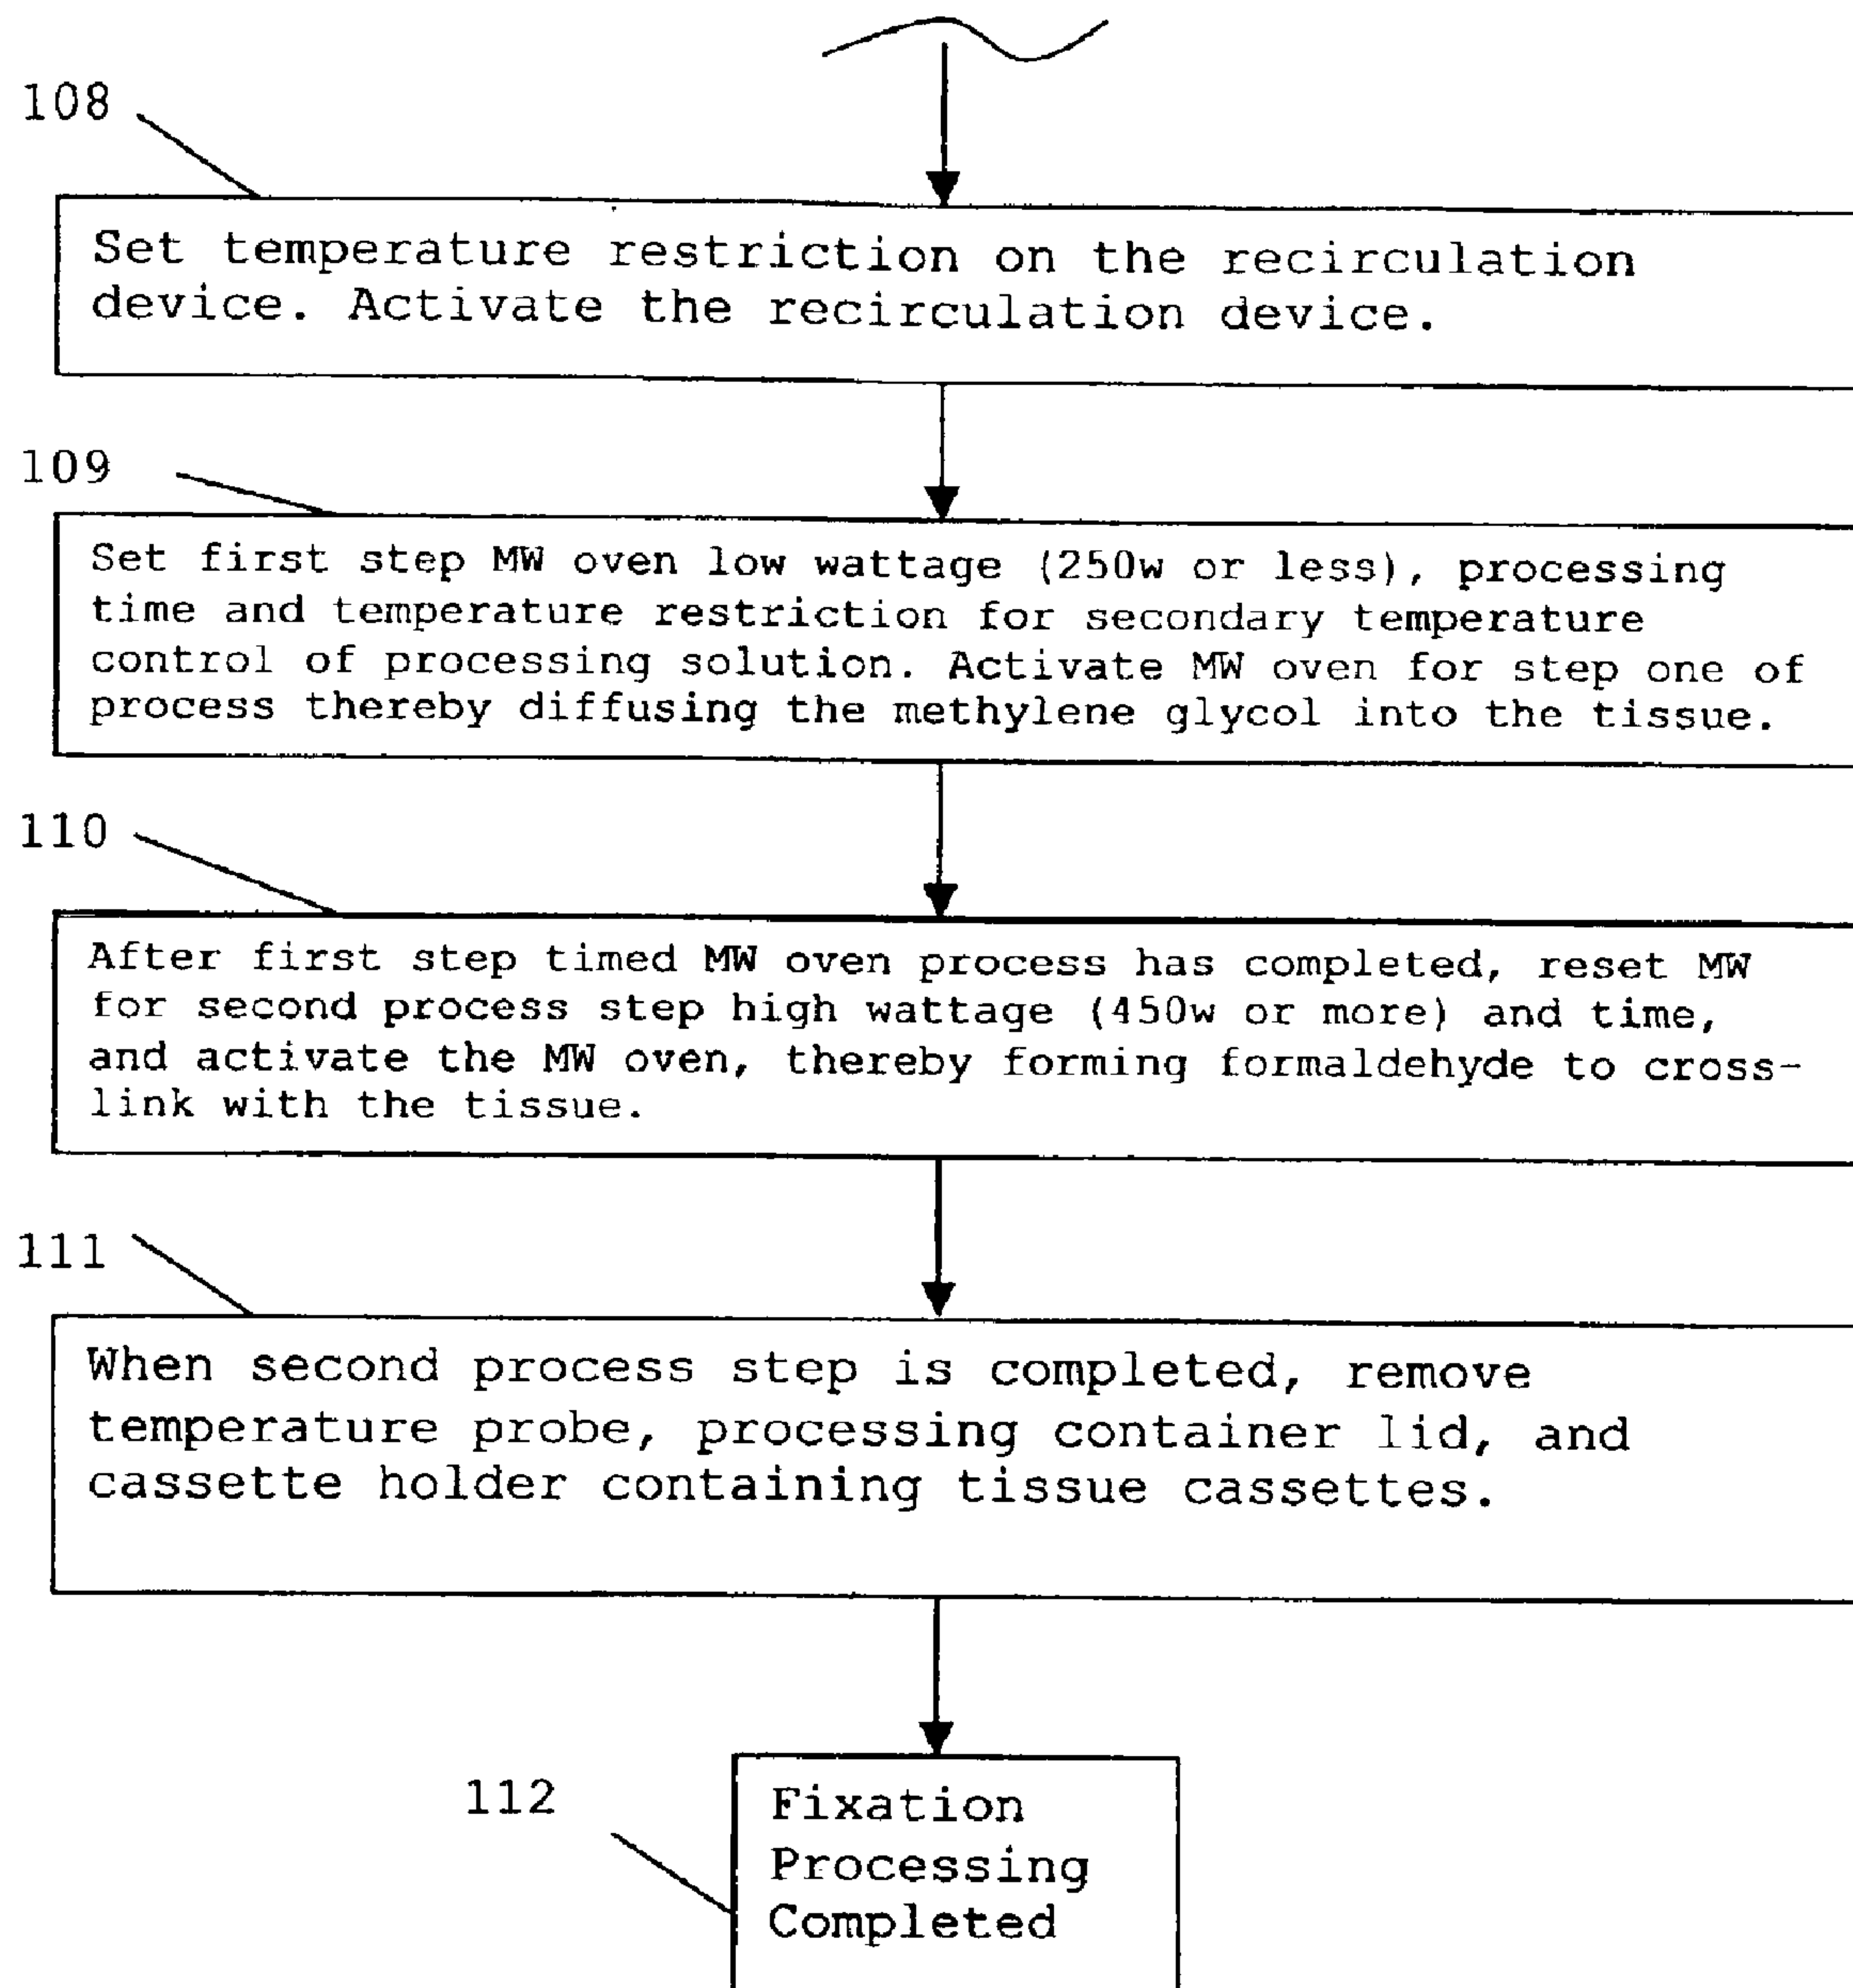 108
Set temperature restriction on the recirculation
device. Activate the recirculation device.
109
Set first step MW oven low wattage (250w or less), processing
time and temperature restriction for secondary temperature
control of processing solution. Activate MW oven for step one of
process thereby diffusing the methylene glycol into the tissue.
110
After first step timed MW oven process has completed, reset MW
for second process step high wattage (450w or more) and time,
and activate the MW oven, thereby forming formaldehyde to cross-
link with the tissue.
111
When second process step is completed, remove
temperature probe, processing container lid, and
cassette holder containing tissue cassettes.
112
Fixation
Processing
Completed